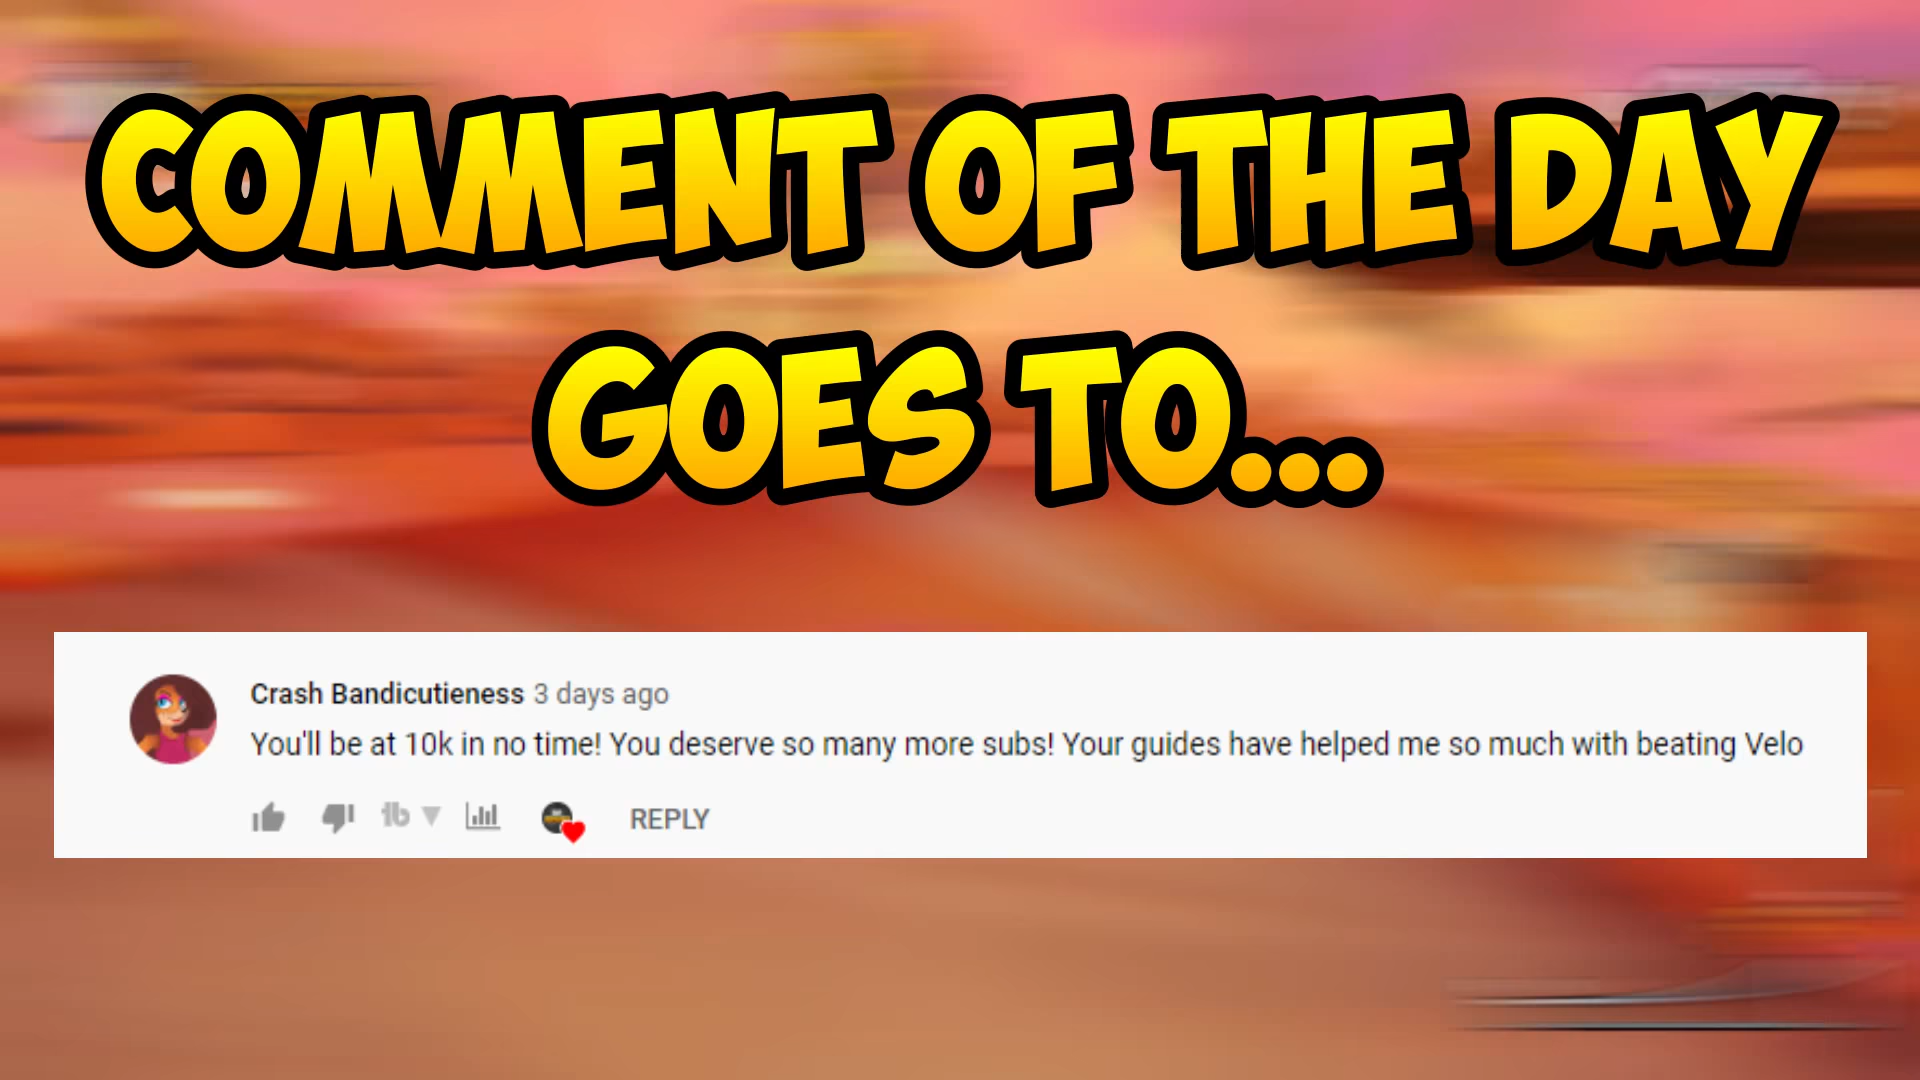 COMMENT OF THE DAY
GOES TO...
Crash Bandicutieness 3 days ago
You'll be at 10k in no time! You deserve so many more subs! Your guides have helped me so much with beating Velo
tb
REPLY